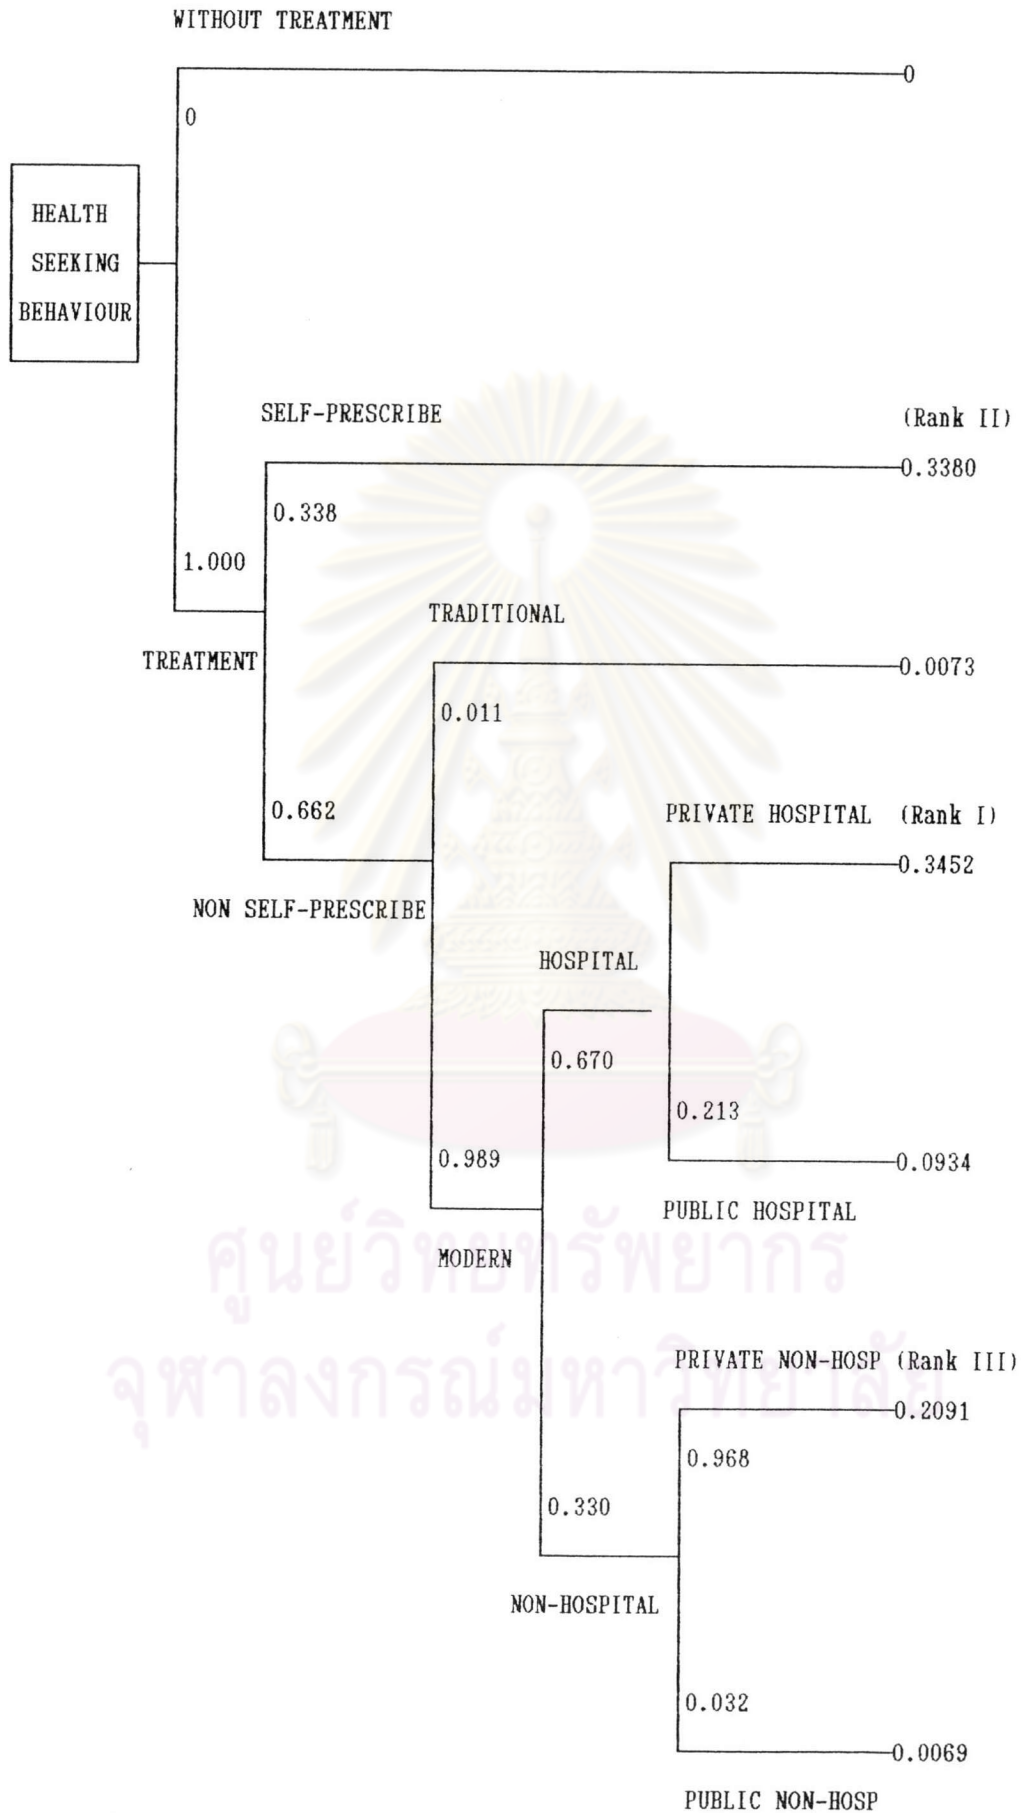 WITHOUT TREATMENT
0
0
HEALTH
SEEKING
BEHAVIOUR
SELF-PRESCRIBE (Rank II)
0.3380
0.338
1.000
TRADITIONAL
TREATMENT 0.0073
0.011
0.662 PRIVATE HOSPITAL (Rank I)
0.3452
NON SELF-PRESCRIBE
HOSPITAL
0.670
0.213
0.989 0.0934
PUBLIC HOSPITAL
MODERN
ศูนย์วิทยทรัพยากร
จุฬาลงกรณ์มหาวิทยาลัย
PRIVATE NON-HOSP (Rank III)
0.2091
0.968
0.330
NON-HOSPITAL
0.032
0.0069
PUBLIC NON-HOSP